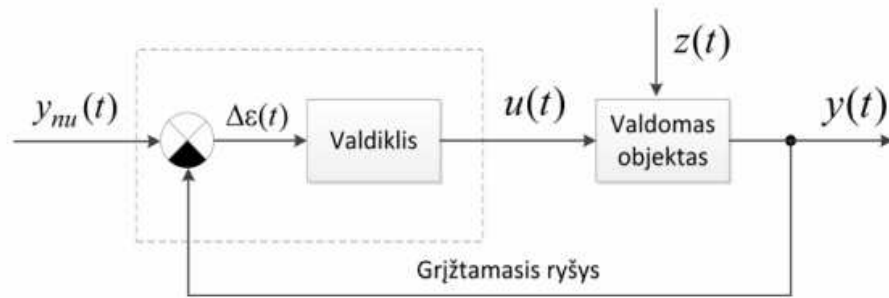 z(t)
y_nu(t)
Δε(t)
Valdiklis
u(t)
Valdomas
objektas
y(t)
Grįžtamasis ryšys